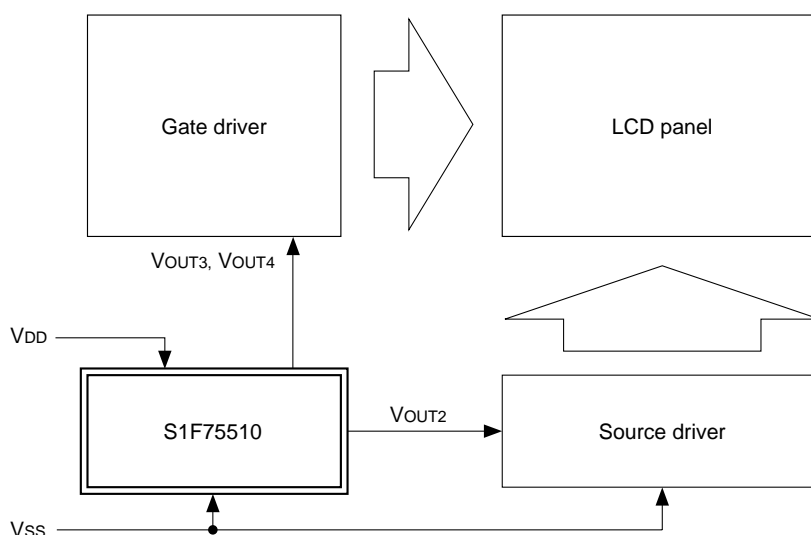 Gate driver
LCD panel
VOUT3, VOUT4
VDD
S1F75510
VOUT2
Source driver
VSS